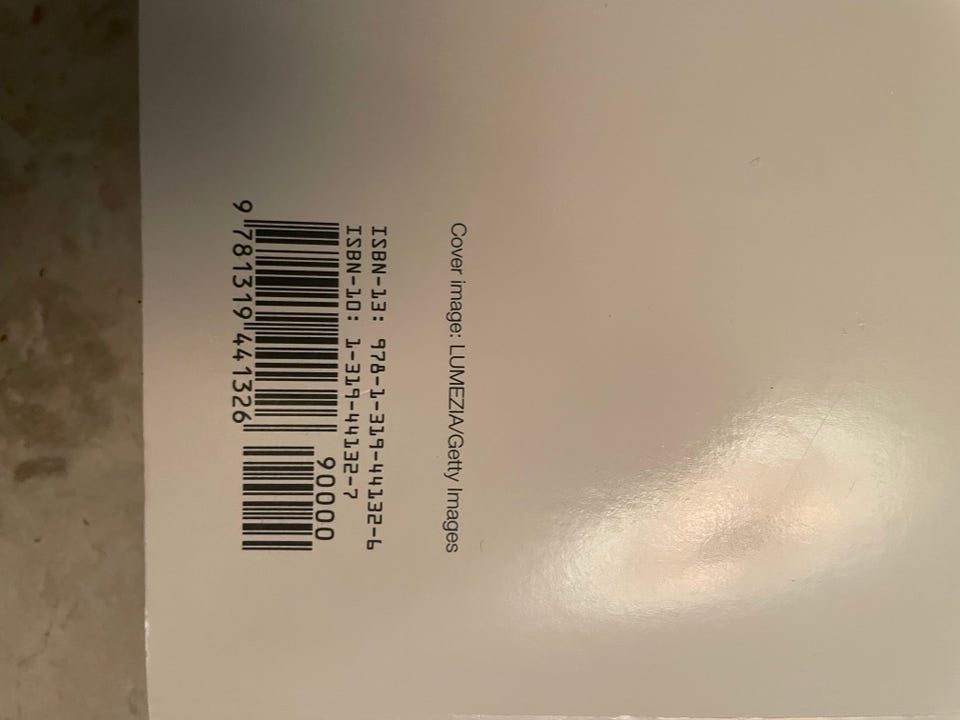 Cover image: LUMEZIA/Getty Images
ISBN-13: 978-1-319-44132-6
ISBN-10: 1-319-44132-7
90000
9 781319 441326